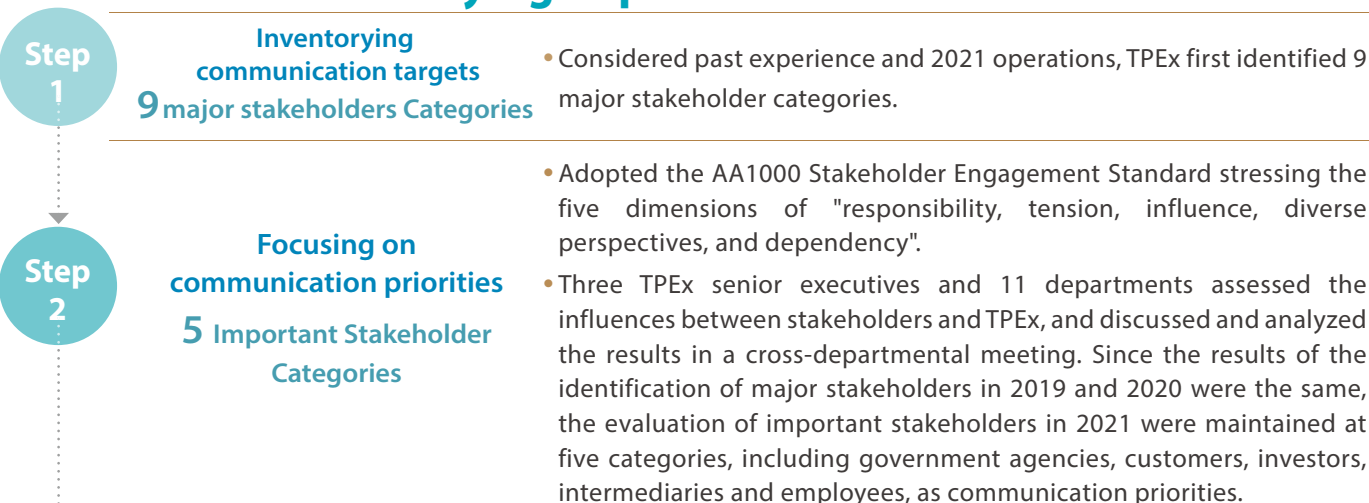 Step
1
Inventorying
communication targets
9 major stakeholders Categories
• Considered past experience and 2021 operations, TPEx first identified 9
major stakeholder categories.
Step
2
Focusing on
communication priorities
5 Important Stakeholder
Categories
• Adopted the AA1000 Stakeholder Engagement Standard stressing the
five dimensions of "responsibility, tension, influence, diverse
perspectives, and dependency".
• Three TPEx senior executives and 11 departments assessed the
influences between stakeholders and TPEx, and discussed and analyzed
the results in a cross-departmental meeting. Since the results of the
identification of major stakeholders in 2019 and 2020 were the same,
the evaluation of important stakeholders in 2021 were maintained at
five categories, including government agencies, customers, investors,
intermediaries and employees, as communication priorities.